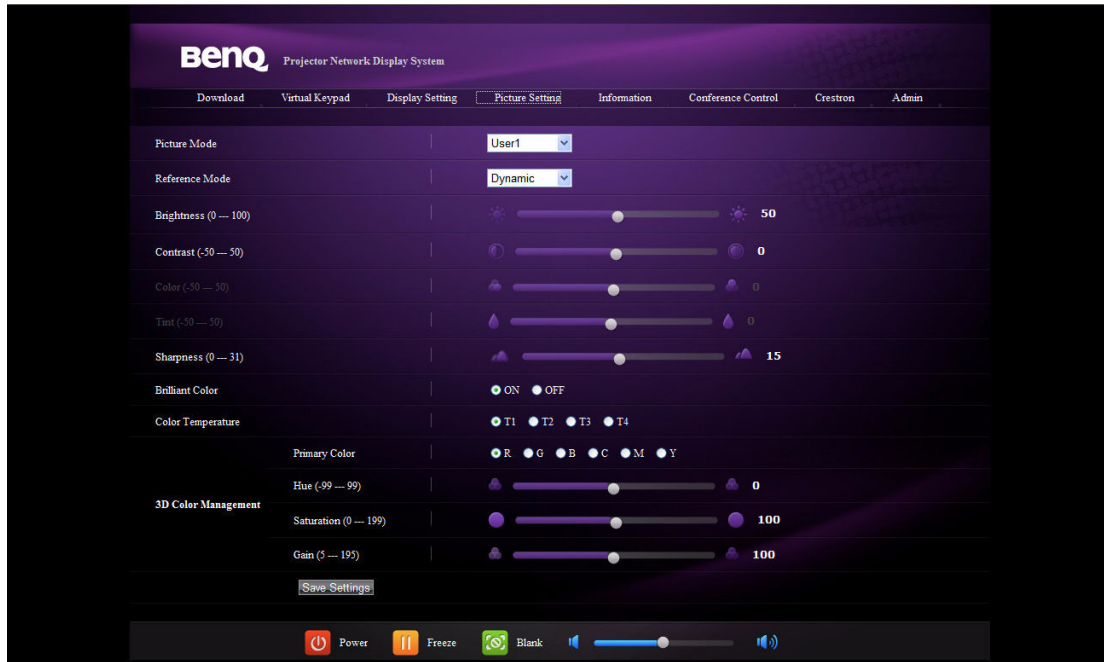 BenQ Projector Network Display System
Download Virtual Keypad Display Setting Picture Setting Information Conference Control Crestron Admin
Picture Mode User1
Reference Mode Dynamic
Brightness (0 --- 100) 50
Contrast (-50 --- 50) 0
Color (-50 --- 50) 0
Tint (-50 --- 50) 0
Sharpness (0 --- 31) 15
Brilliant Color ON OFF
Color Temperature T1 T2 T3 T4
Primary Color R G B C M Y
Hue (-99 --- 99) 0
3D Color Management
Saturation (0 --- 199) 100
Gain (5 --- 195) 100
Save Settings
Power Freeze Blank